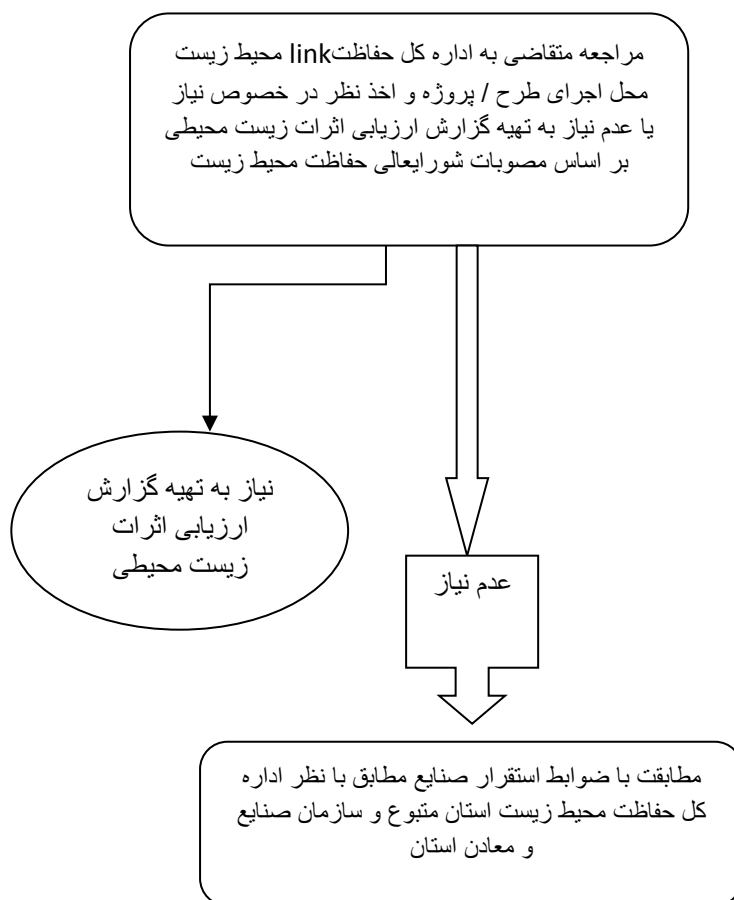 مراجعه متقاضی به اداره کل حفاظتlink محیط زیست
محل اجرای طرح / پروژه و اخذ نظر در خصوص نیاز
یا عدم نیاز به تهیه گزارش ارزیابی اثرات زیست محیطی
بر اساس مصوبات شورایعالی حفاظت محیط زیست
نیاز به تهیه گزارش
ارزیابی اثرات
زیست محیطی
عدم نیاز
مطابقت با ضوابط استقرار صنایع مطابق با نظر اداره
کل حفاظت محیط زیست استان متبوع و سازمان صنایع
و معادن استان